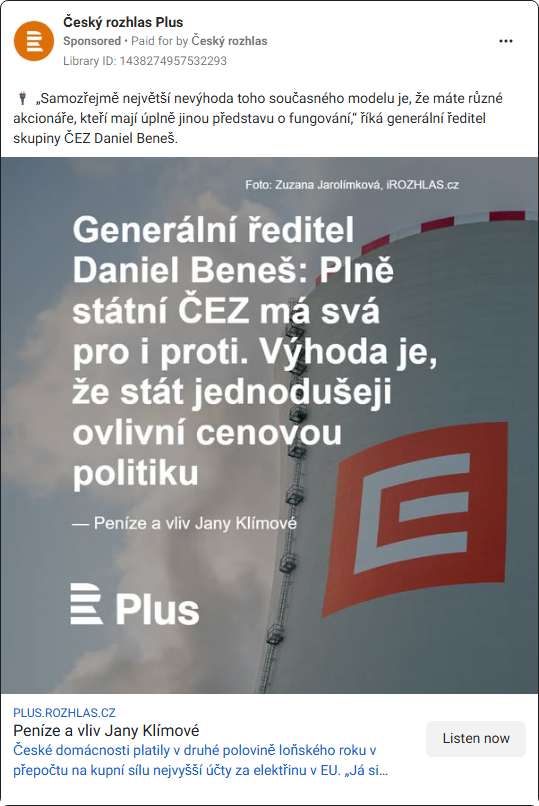 Český rozhlas Plus
Sponsored • Paid for by Český rozhlas
Library ID: 1438274957532293
🎙️ „Samozřejmě největší nevýhoda toho současného modelu je, že máte různé
akcionáře, kteří mají úplně jinou představu o fungování,“ říká generální ředitel
skupiny ČEZ Daniel Beneš.
Foto: Zuzana Jarolímková, iROZHLAS.cz
Generální ředitel
Daniel Beneš: Plně
státní ČEZ má svá
pro i proti. Výhoda je,
že stát jednodušeji
ovlivní cenovou
politiku
— Peníze a vliv Jany Klímové
Plus
PLUS.ROZHLAS.CZ
Peníze a vliv Jany Klímové
České domácnosti platily v druhé polovině loňského roku v
přepočtu na kupní sílu nejvyšší účty za elektřinu v EU. „Já si...
Listen now